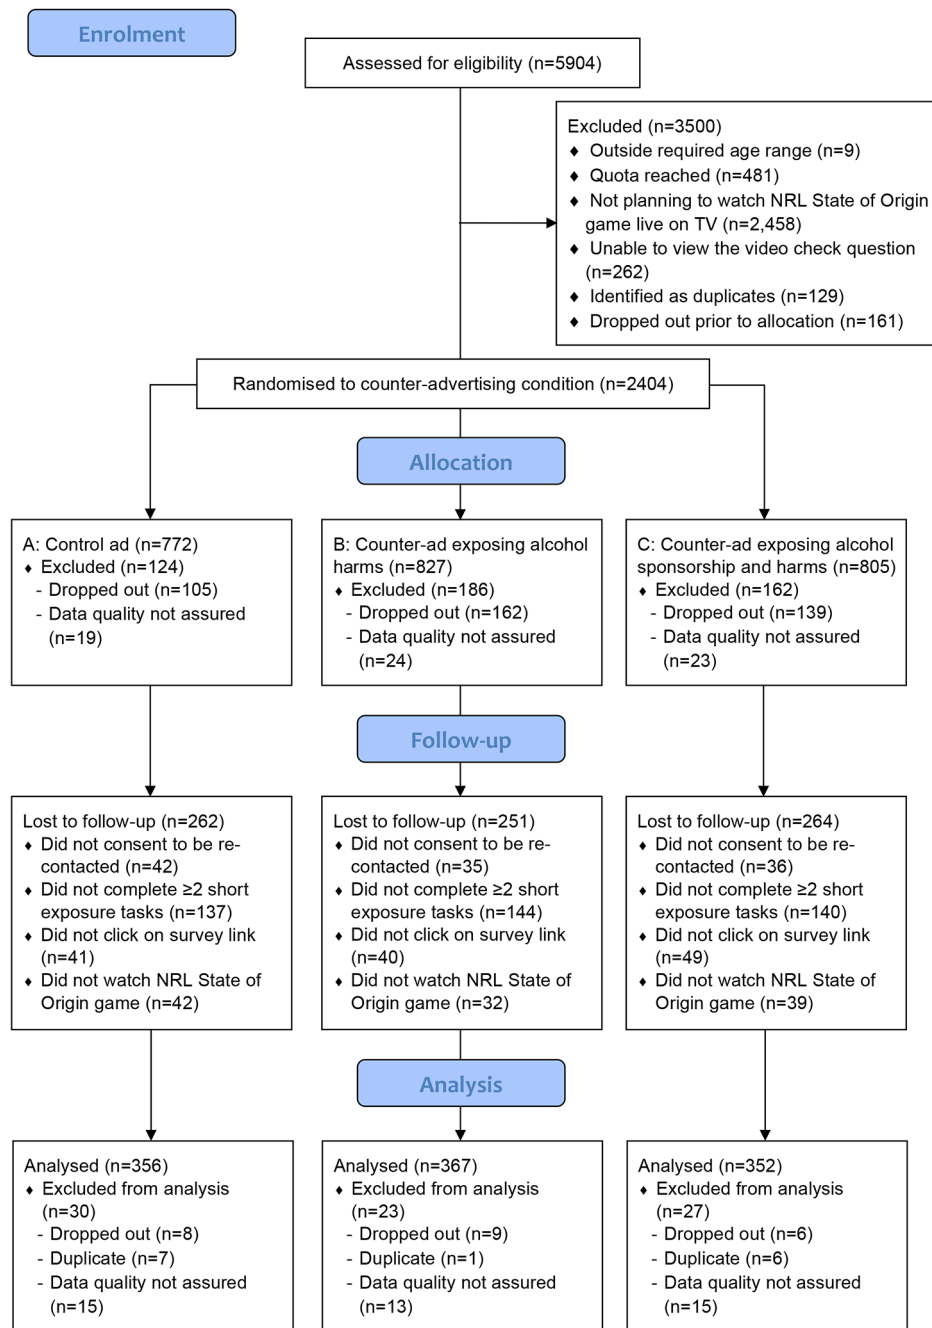 Enrolment
Assessed for eligibility (n=5904)
Excluded (n=3500)
♦ Outside required age range (n=9)
♦ Quota reached (n=481)
♦ Not planning to watch NRL State of Origin
game live on TV (n=2,458)
♦ Unable to view the video check question
(n=262)
♦ Identified as duplicates (n=129)
♦ Dropped out prior to allocation (n=161)
Randomised to counter-advertising condition (n=2404)
Allocation
A: Control ad (n=772)
♦ Excluded (n=124)
- Dropped out (n=105)
- Data quality not assured
(n=19)
B: Counter-ad exposing alcohol
harms (n=827)
♦ Excluded (n=186)
- Dropped out (n=162)
- Data quality not assured
(n=24)
C: Counter-ad exposing alcohol
sponsorship and harms (n=805)
♦ Excluded (n=162)
- Dropped out (n=139)
- Data quality not assured
(n=23)
Follow-up
Lost to follow-up (n=262)
♦ Did not consent to be re-
contacted (n=42)
♦ Did not complete ≥2 short
exposure tasks (n=137)
♦ Did not click on survey link
(n=41)
♦ Did not watch NRL State of
Origin game (n=42)
Lost to follow-up (n=251)
♦ Did not consent to be re-
contacted (n=35)
♦ Did not complete ≥2 short
exposure tasks (n=144)
♦ Did not click on survey link
(n=40)
♦ Did not watch NRL State of
Origin game (n=32)
Lost to follow-up (n=264)
♦ Did not consent to be re-
contacted (n=36)
♦ Did not complete ≥2 short
exposure tasks (n=140)
♦ Did not click on survey link
(n=49)
♦ Did not watch NRL State of
Origin game (n=39)
Analysis
Analysed (n=356)
♦ Excluded from analysis
(n=30)
- Dropped out (n=8)
- Duplicate (n=7)
- Data quality not assured
(n=15)
Analysed (n=367)
♦ Excluded from analysis
(n=23)
- Dropped out (n=9)
- Duplicate (n=1)
- Data quality not assured
(n=13)
Analysed (n=352)
♦ Excluded from analysis
(n=27)
- Dropped out (n=6)
- Duplicate (n=6)
- Data quality not assured
(n=15)